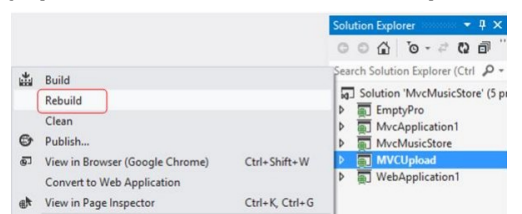 Solution Explorer
Search Solution Explorer (Ctrl
Solution 'MvcMusicStore' (5 pr
EmptyPro
MvcApplication1
MvcMusicStore
MVCUpload
WebApplication1
Build
Rebuild
Clean
Publish...
View in Browser (Google Chrome) Ctrl+Shift+W
Convert to Web Application
View in Page Inspector Ctrl+K, Ctrl+G